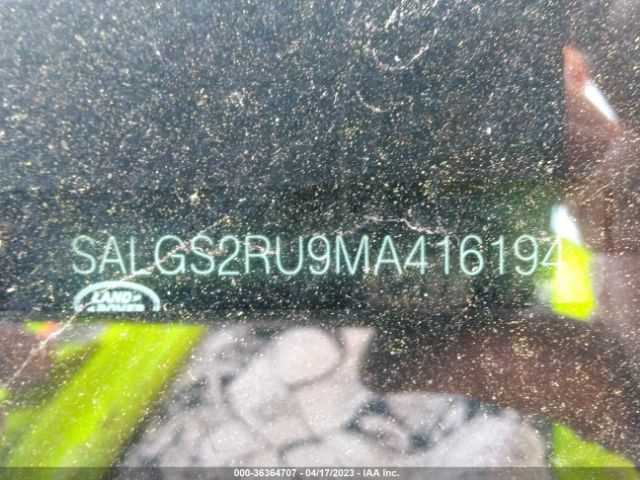 SALGS2RU9MA416194
LAND
ROVER
000-36364707 - 04/17/2023 - IAA Inc.